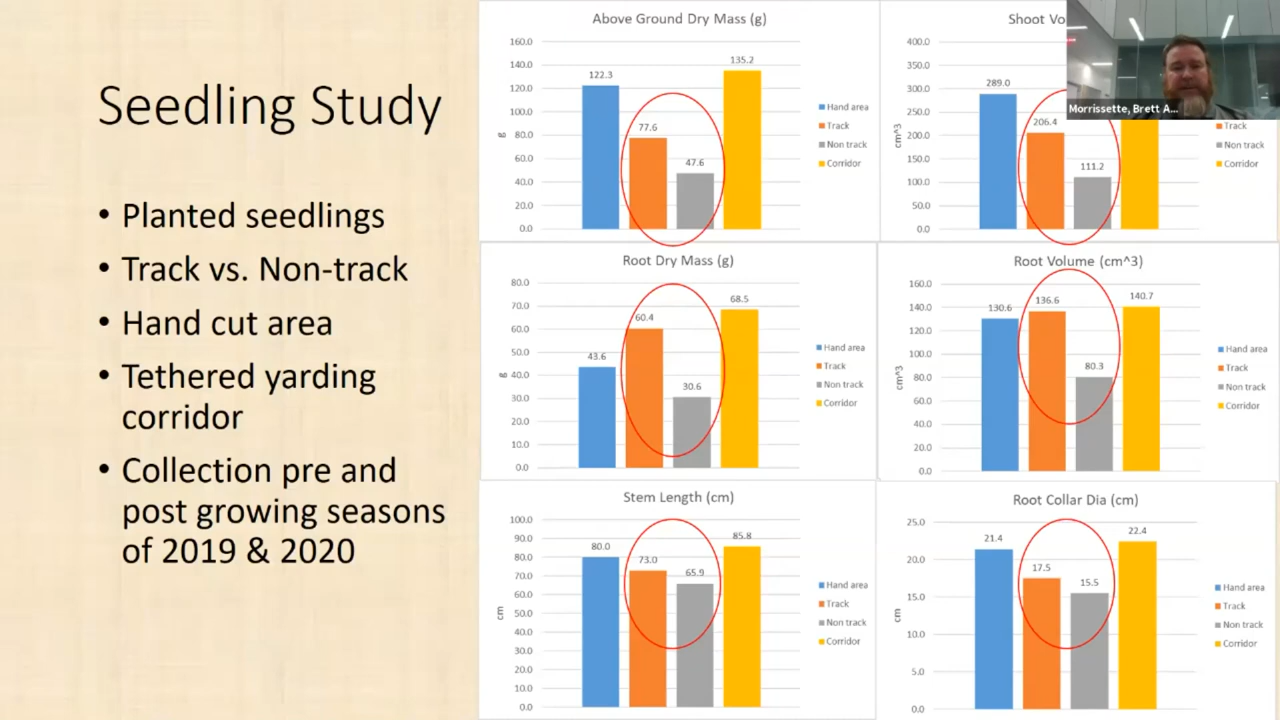 Seedling Study
• Planted seedlings
• Track vs. Non-track
• Hand cut area
• Tethered yarding
corridor
• Collection pre and
post growing seasons
of 2019 & 2020
Above Ground Dry Mass (g)
160.0
140.0
120.0
100.0
80.0
60.0
40.0
20.0
0.0
g
122.3
77.6
47.6
135.2
Hand area
Track
Non track
Corridor
Shoot Vo
400.0
350.0
300.0
250.0
200.0
150.0
100.0
50.0
0.0
cm^3
289.0
206.4
111.2
Track
Non track
Corridor
Morrissette, Brett A...
Root Dry Mass (g)
80.0
70.0
60.0
50.0
40.0
30.0
20.0
10.0
0.0
g
43.6
60.4
30.6
68.5
Hand area
Track
Non track
Corridor
Root Volume (cm^3)
160.0
140.0
120.0
100.0
80.0
60.0
40.0
20.0
0.0
cm^3
130.6
136.6
80.3
140.7
Hand area
Track
Non track
Corridor
Stem Length (cm)
100.0
90.0
80.0
70.0
60.0
50.0
40.0
30.0
20.0
10.0
0.0
cm
80.0
73.0
65.9
85.8
Hand area
Track
Non track
Corridor
Root Collar Dia (cm)
25.0
20.0
15.0
10.0
5.0
0.0
cm
21.4
17.5
15.5
22.4
Hand area
Track
Non track
Corridor